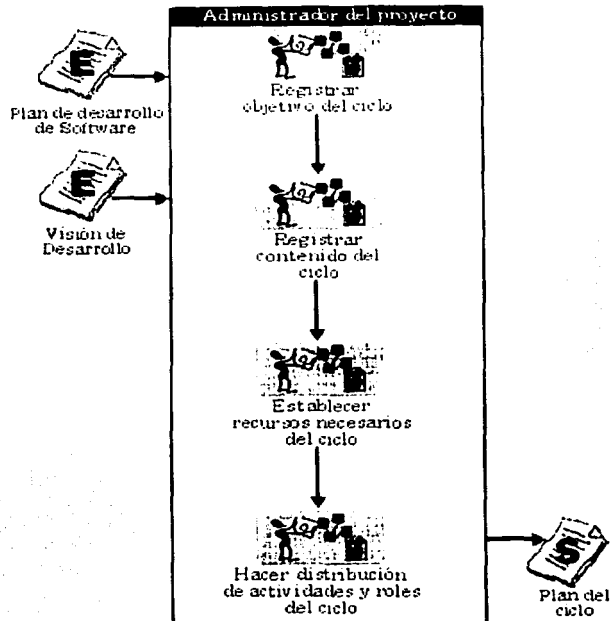 Administrador del proyecto
E
Plan de desarrollo
de Software
Registrar
objetivo del ciclo
E
Visión de
Desarrollo
Registrar
contenido del
ciclo
Establecer
recursos necesarios
del ciclo
Hacer distribución
de actividades y roles
del ciclo
S
Plan del
ciclo